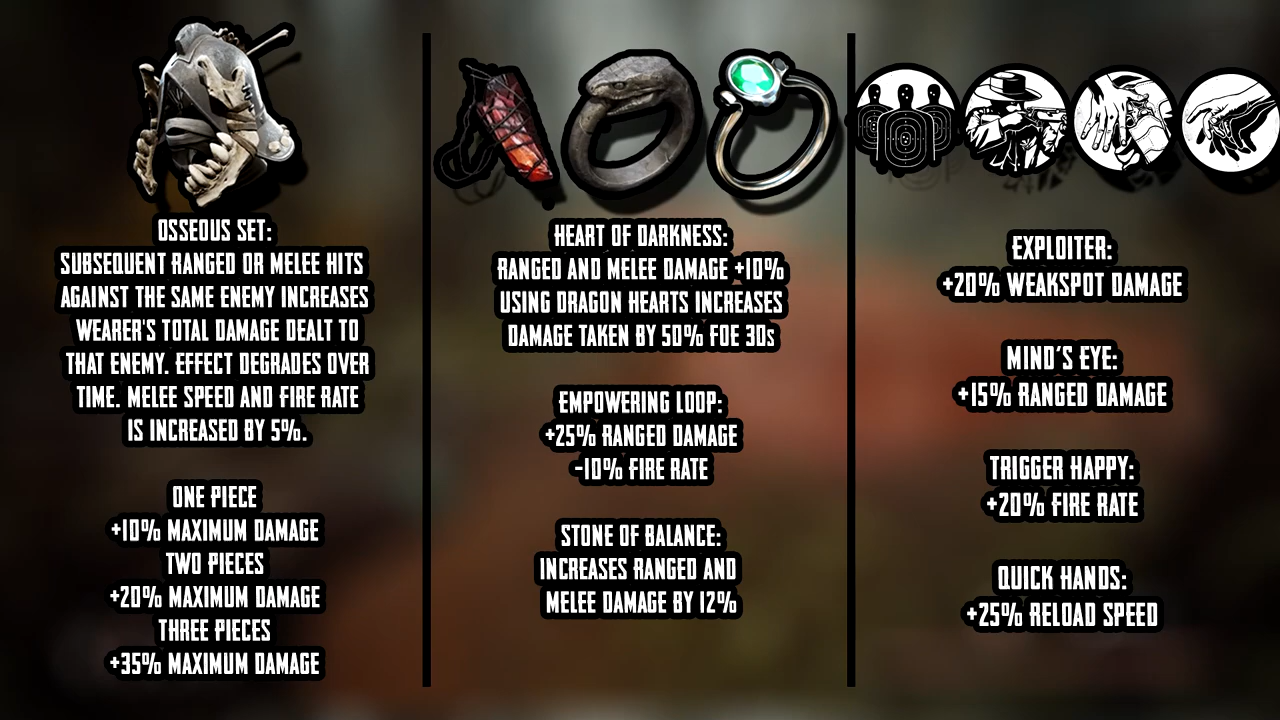 OSSEOUS SET:
SUBSEQUENT RANGED OR MELEE HITS
AGAINST THE SAME ENEMY INCREASES
WEARER'S TOTAL DAMAGE DEALT TO
THAT ENEMY. EFFECT DEGRADES OVER
TIME. MELEE SPEED AND FIRE RATE
IS INCREASED BY 5%.
ONE PIECE
+10% MAXIMUM DAMAGE
TWO PIECES
+20% MAXIMUM DAMAGE
THREE PIECES
+35% MAXIMUM DAMAGE
HEART OF DARKNESS:
RANGED AND MELEE DAMAGE +10%
USING DRAGON HEARTS INCREASES
DAMAGE TAKEN BY 50% FOE 30s
EMPOWERING LOOP:
+25% RANGED DAMAGE
-10% FIRE RATE
STONE OF BALANCE:
INCREASES RANGED AND
MELEE DAMAGE BY 12%
EXPLOITER:
+20% WEAKSPOT DAMAGE
MIND'S EYE:
+15% RANGED DAMAGE
TRIGGER HAPPY:
+20% FIRE RATE
QUICK HANDS:
+25% RELOAD SPEED